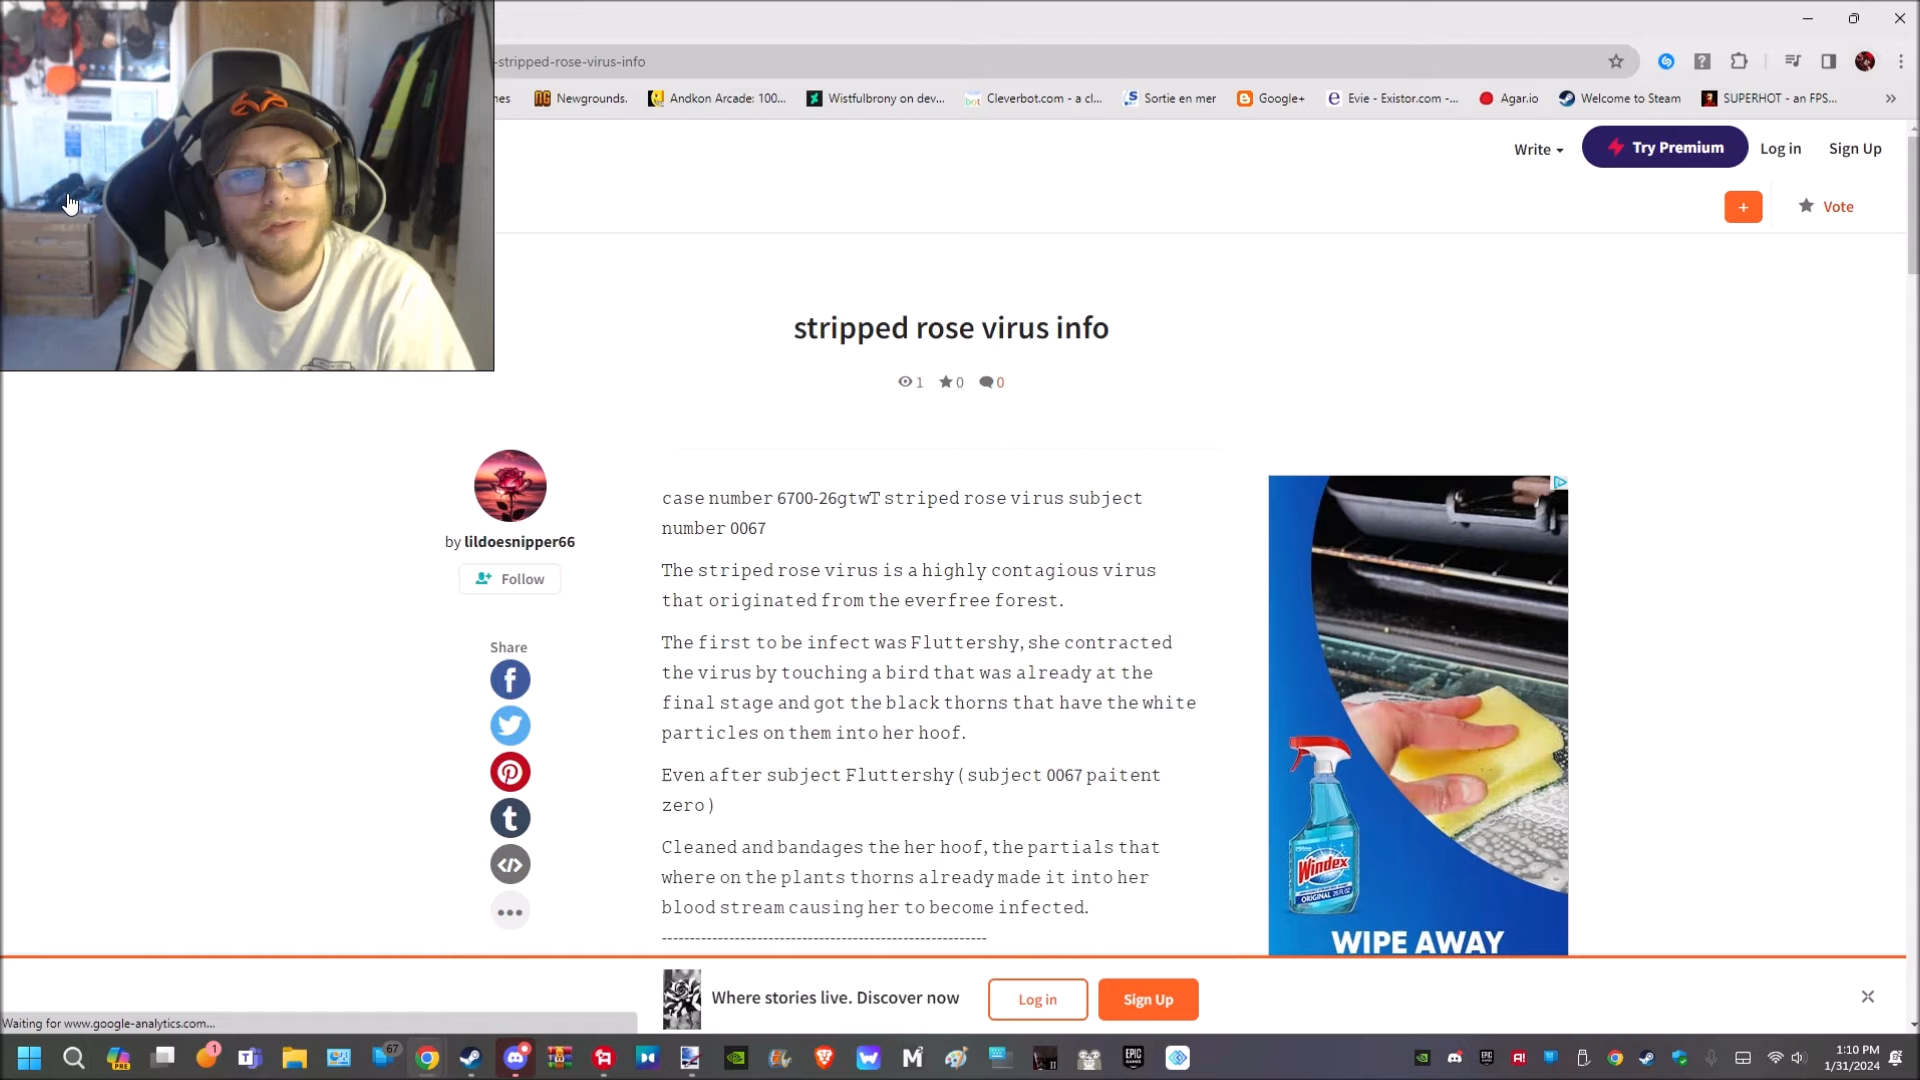 -stripped-rose-virus-info
nes
NG Newgrounds.
Andkon Arcade: 100...
Wistfulbrony on dev...
bot Cleverbot.com - a cl...
S Sortie en mer
Google+
e Evie - Existor.com -...
Agar.io
Welcome to Steam
SUPERHOT - an FPS...
»
Write
Try Premium
Log in
Sign Up
+
Vote
stripped rose virus info
1
0
0
by lildoesnipper66
Follow
Share
case number 6700-26gtwT striped rose virus subject
number 0067
The striped rose virus is a highly contagious virus
that originated from the everfree forest.
The first to be infect was Fluttershy, she contracted
the virus by touching a bird that was already at the
final stage and got the black thorns that have the white
particles on them into her hoof.
Even after subject Fluttershy ( subject 0067 paitent
zero )
Cleaned and bandages the her hoof, the partials that
where on the plants thorns already made it into her
blood stream causing her to become infected.
-----------------------------------------------------------
Windex
ORIGINAL
WIPE AWAY
Where stories live. Discover now
Log in
Sign Up
Waiting for www.google-analytics.com...
PRE
1
67
EPIC
1:10 PM
1/31/2024